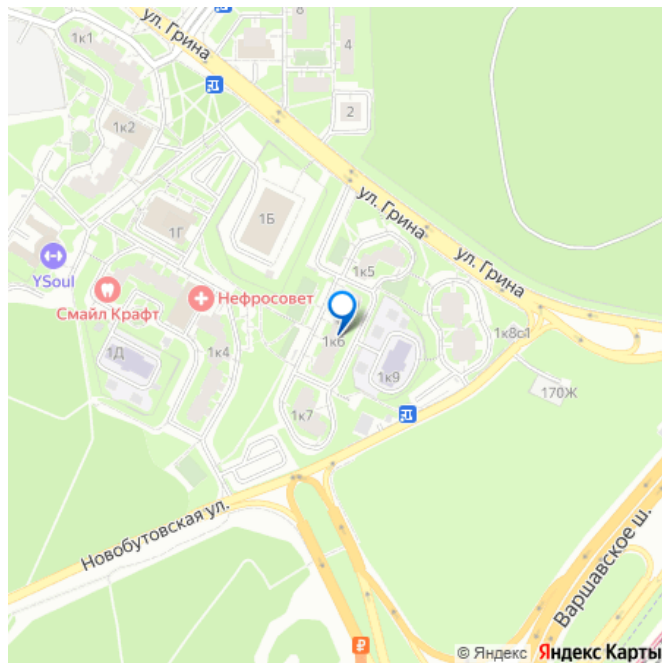 ул. Грина
1к1
8
4
2
1к2
1Б
ул. Грина
1Г
ул. Грина
YSoul
1к5
Смайл Крафт
Нефросовет
1к6
1к8с1
1Д
1к4
1к9
170Ж
1к7
Новобутовская ул.
Варшавское ш.
© Яндекс Яндекс Карты